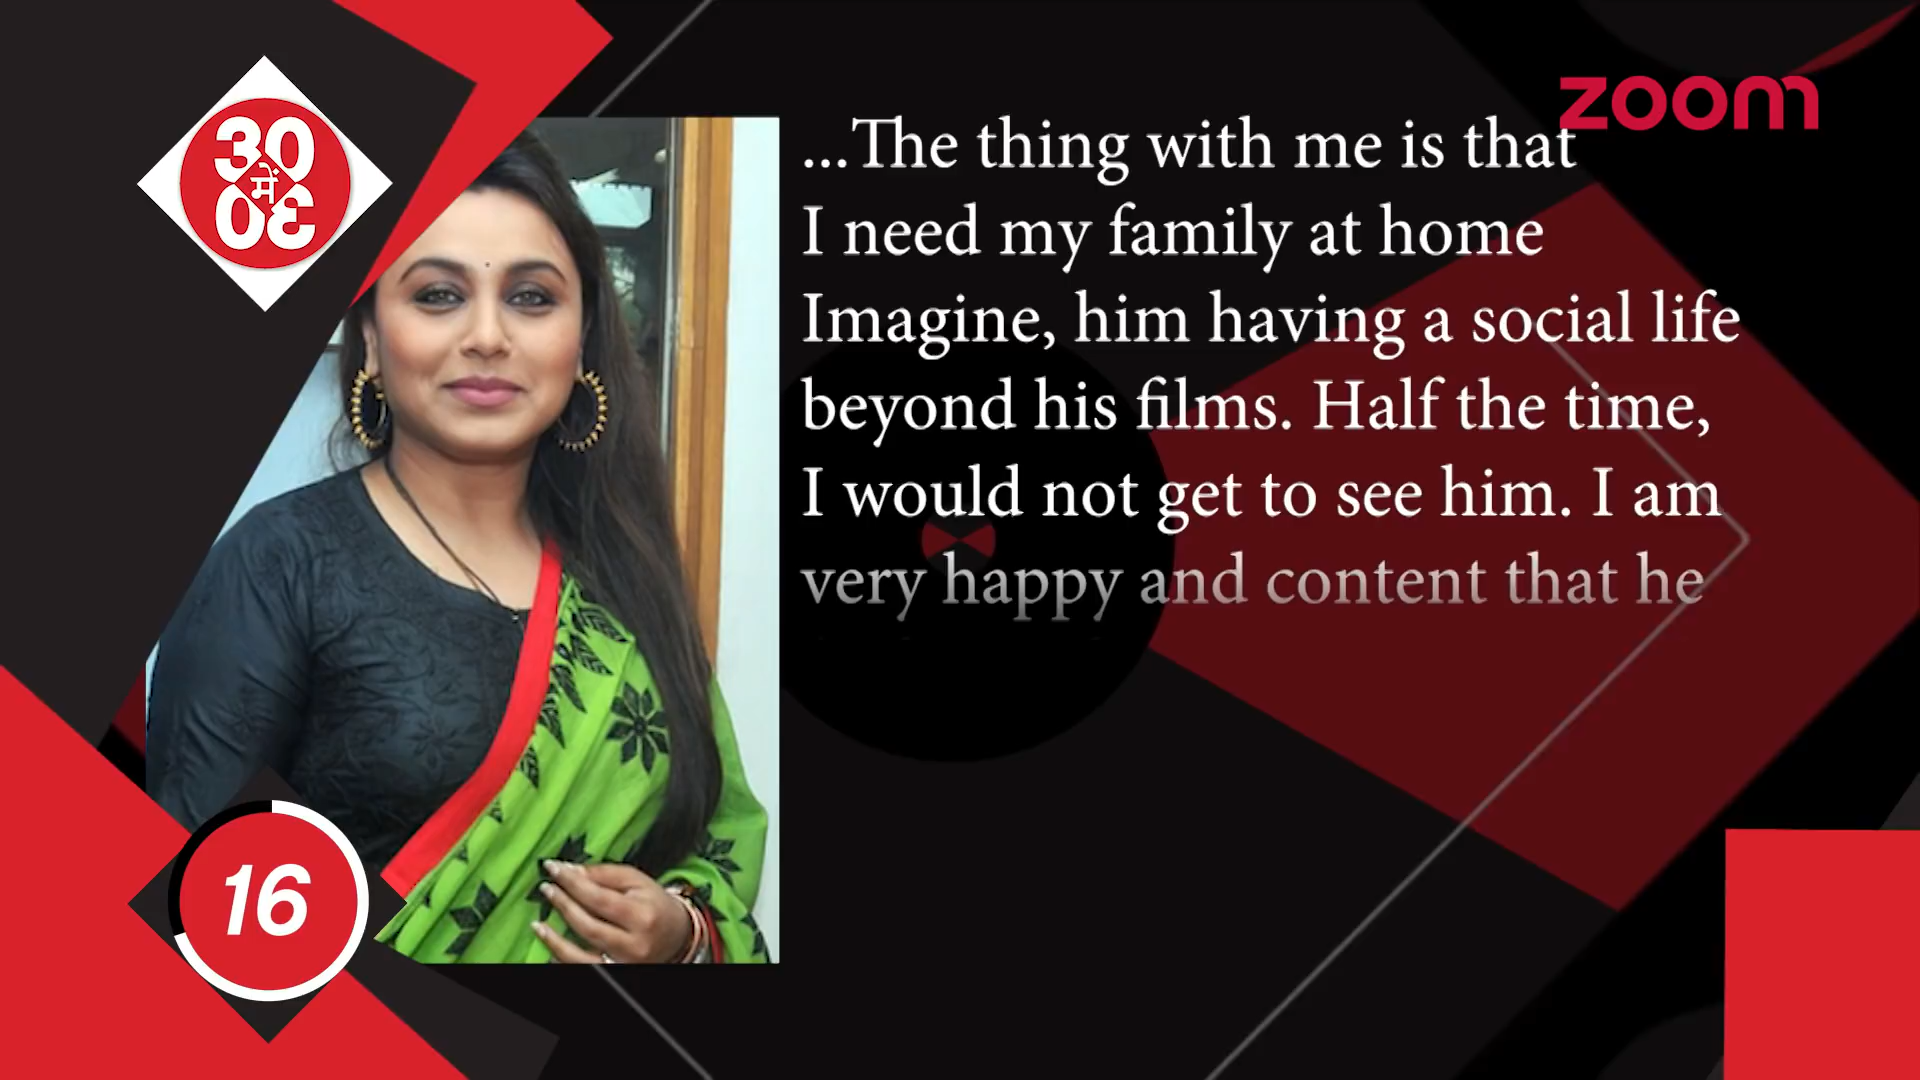 30
में
03
zoom
...The thing with me is that
I need my family at home
Imagine, him having a social life
beyond his films. Half the time,
I would not get to see him. I am
very happy and content that he
16